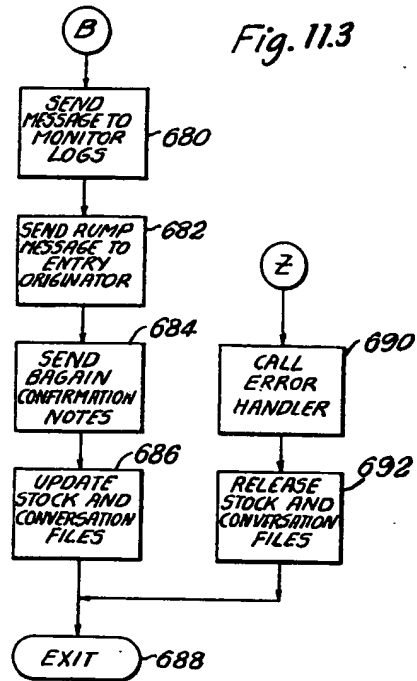 B
Fig. 11.3
SEND
MESSAGE TO
MONITOR
LOGS
680
SEND RUMP
MESSAGE TO
ENTRY
ORIGINATOR
682
Z
SEND
BAGAIN
CONFIRMATION
NOTES
684
CALL
ERROR
HANDLER
690
UPDATE
STOCK AND
CONVERSATION
FILES
686
RELEASE
STOCK AND
CONVERSATION
FILES
692
EXIT
688